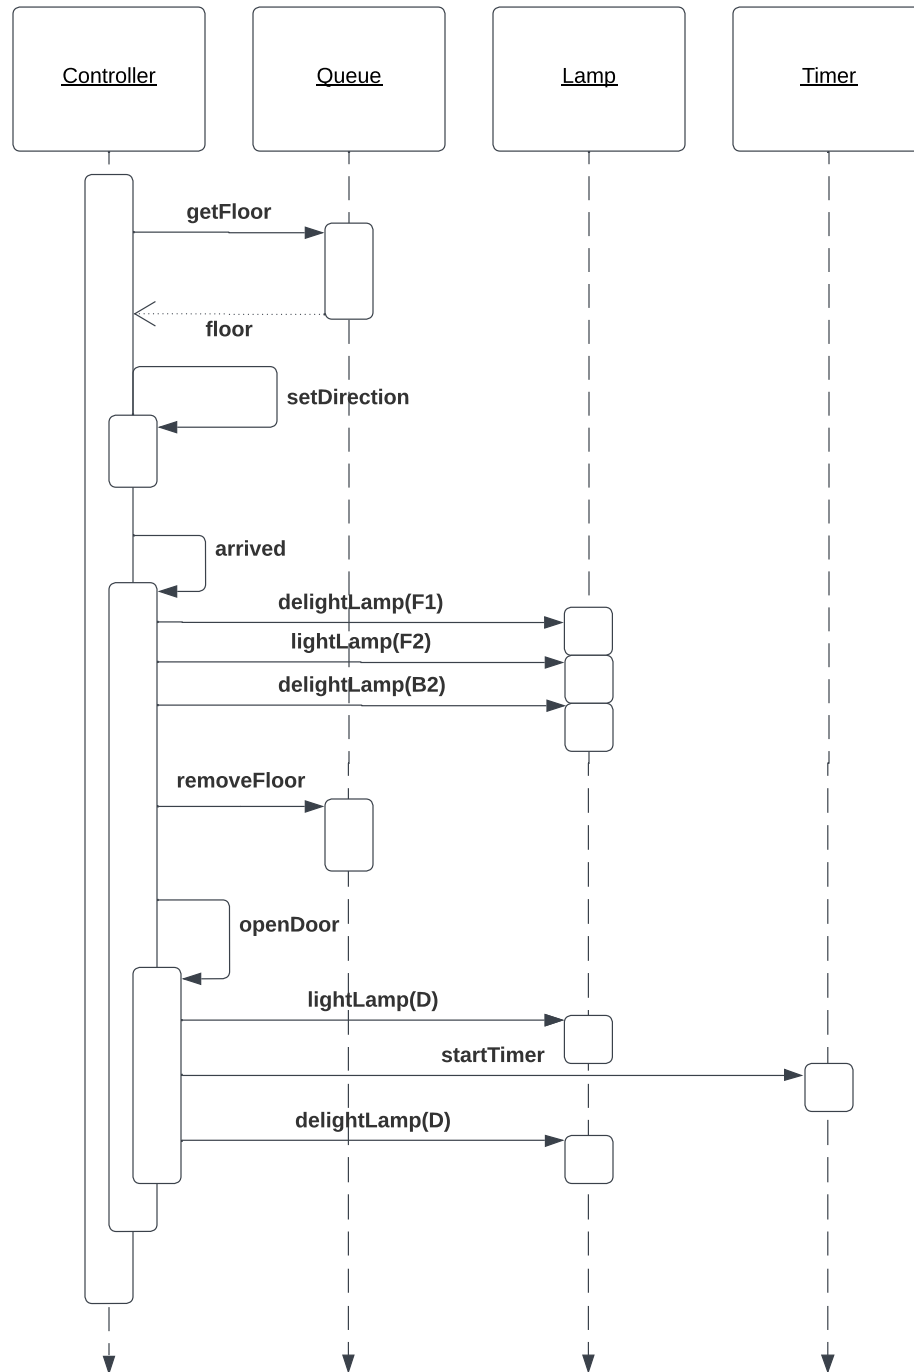 Controller
Queue
Lamp
Timer
getFloor
floor
setDirection
arrived
delightLamp(F1)
lightLamp(F2)
delightLamp(B2)
removeFloor
openDoor
lightLamp(D)
startTimer
delightLamp(D)